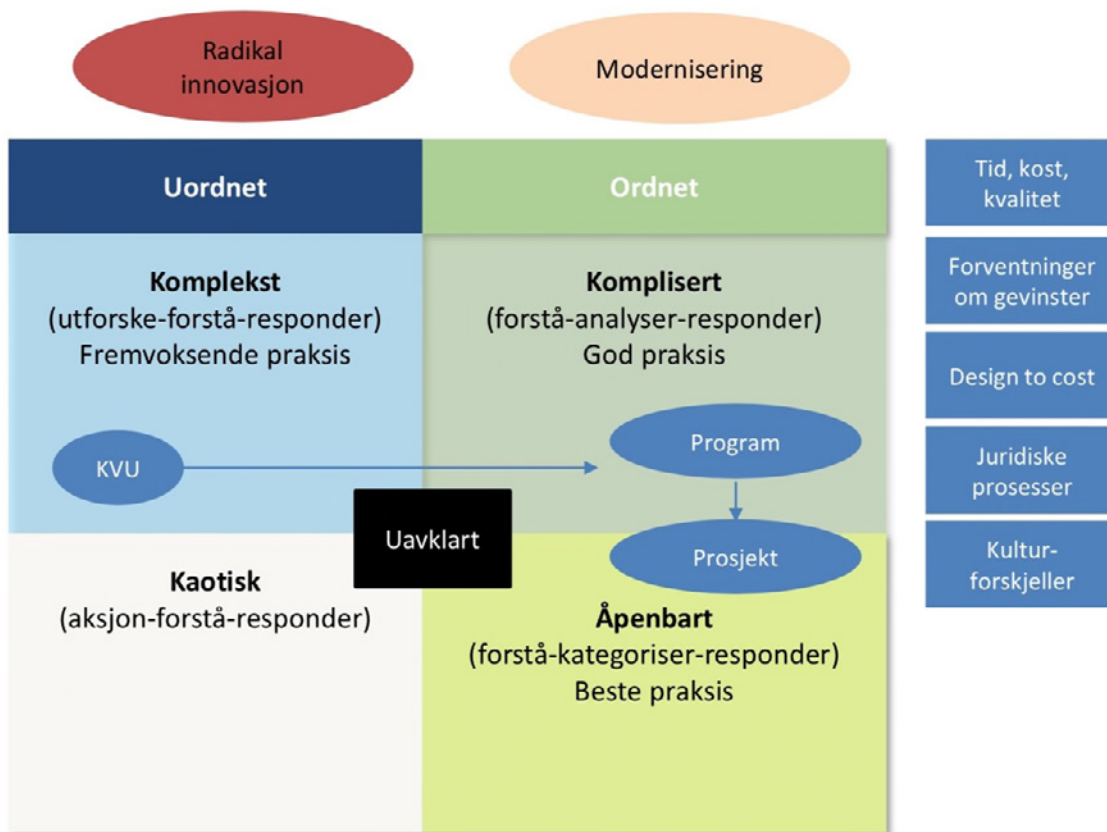 Radikal
innovasjon
Modernisering
Uordnet
Ordnet
Komplekst
(utforske-forstå-responder)
Fremvoksende praksis
Komplisert
(forstå-analyser-responder)
God praksis
KVU
Program
Uavklart
Prosjekt
Kaotisk
(aksjon-forstå-responder)
Åpenbart
(forstå-kategoriser-responder)
Beste praksis
Tid, kost,
kvalitet
Forventninger
om gevinster
Design to cost
Juridiske
prosesser
Kultur-
forskjeller